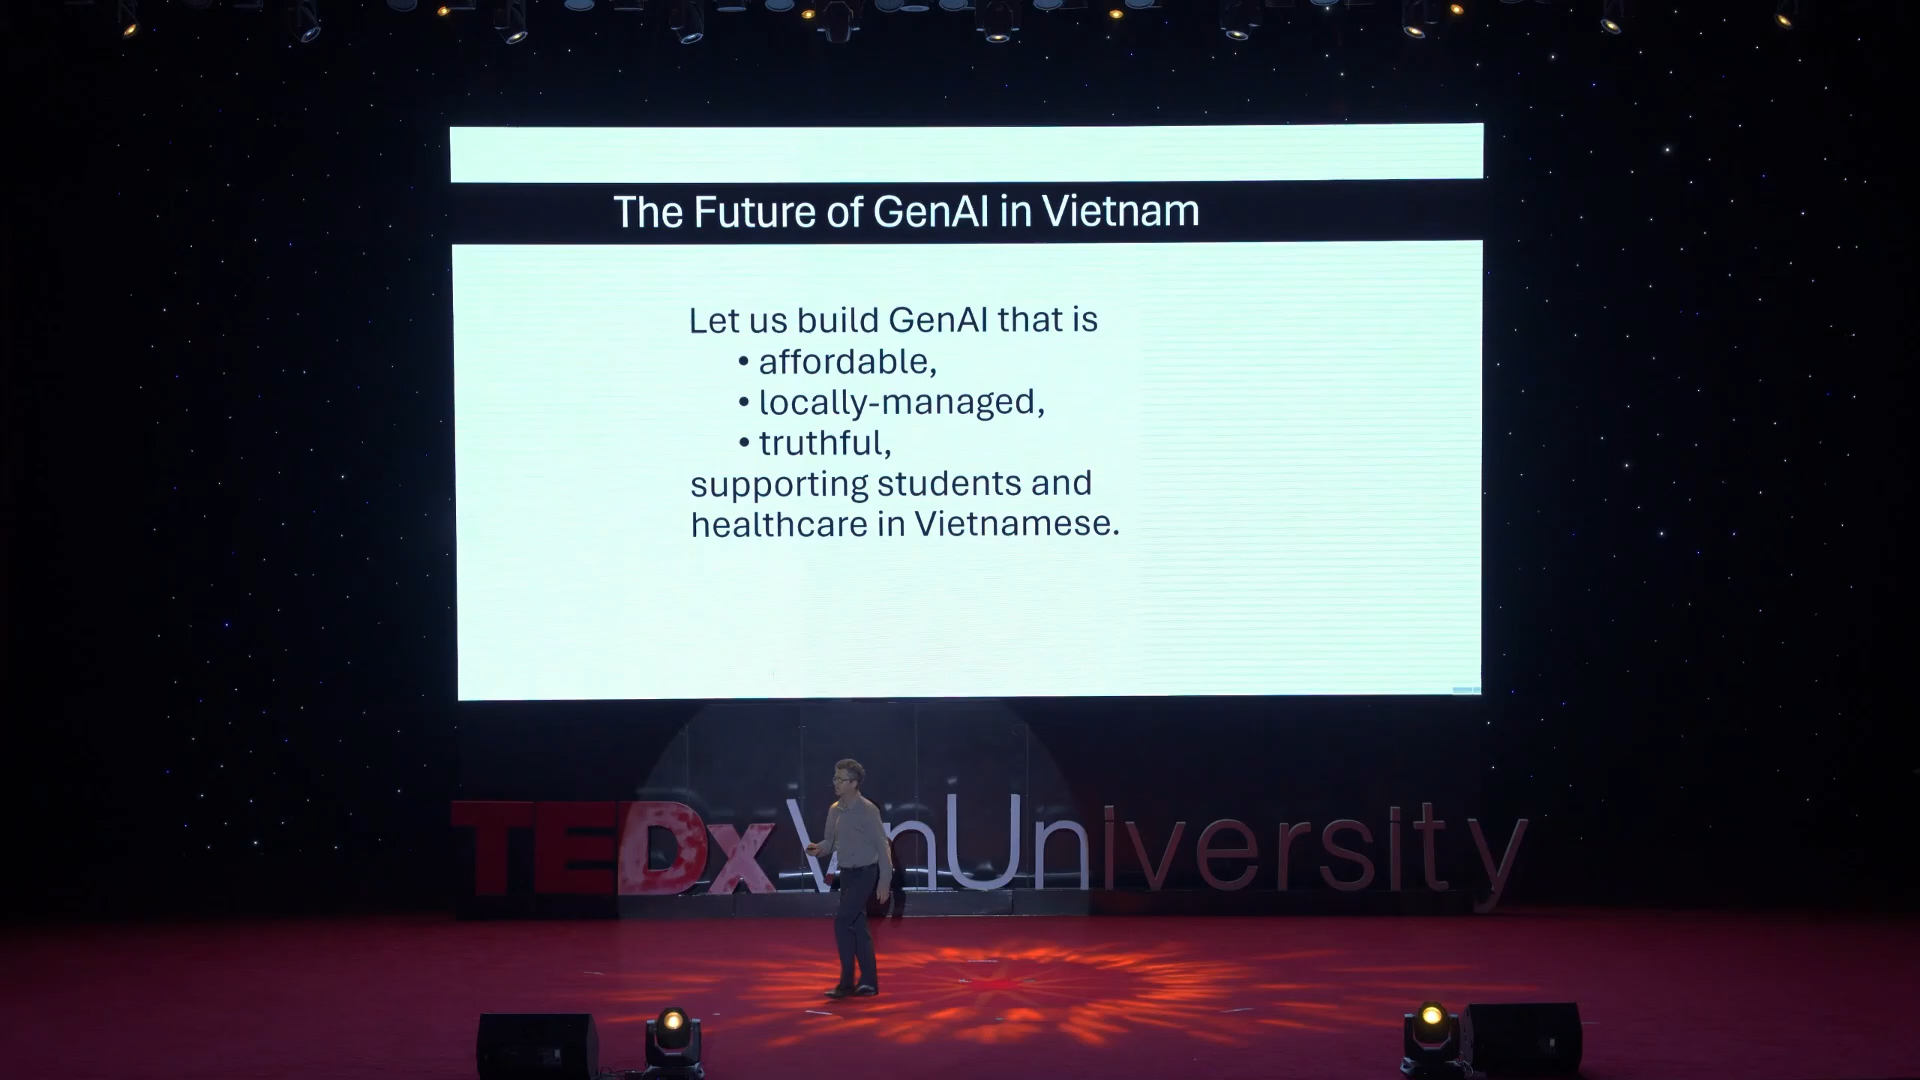 The Future of GenAI in Vietnam
Let us build GenAI that is
• affordable,
• locally-managed,
• truthful,
supporting students and
healthcare in Vietnamese.
TEDx VinUniversity